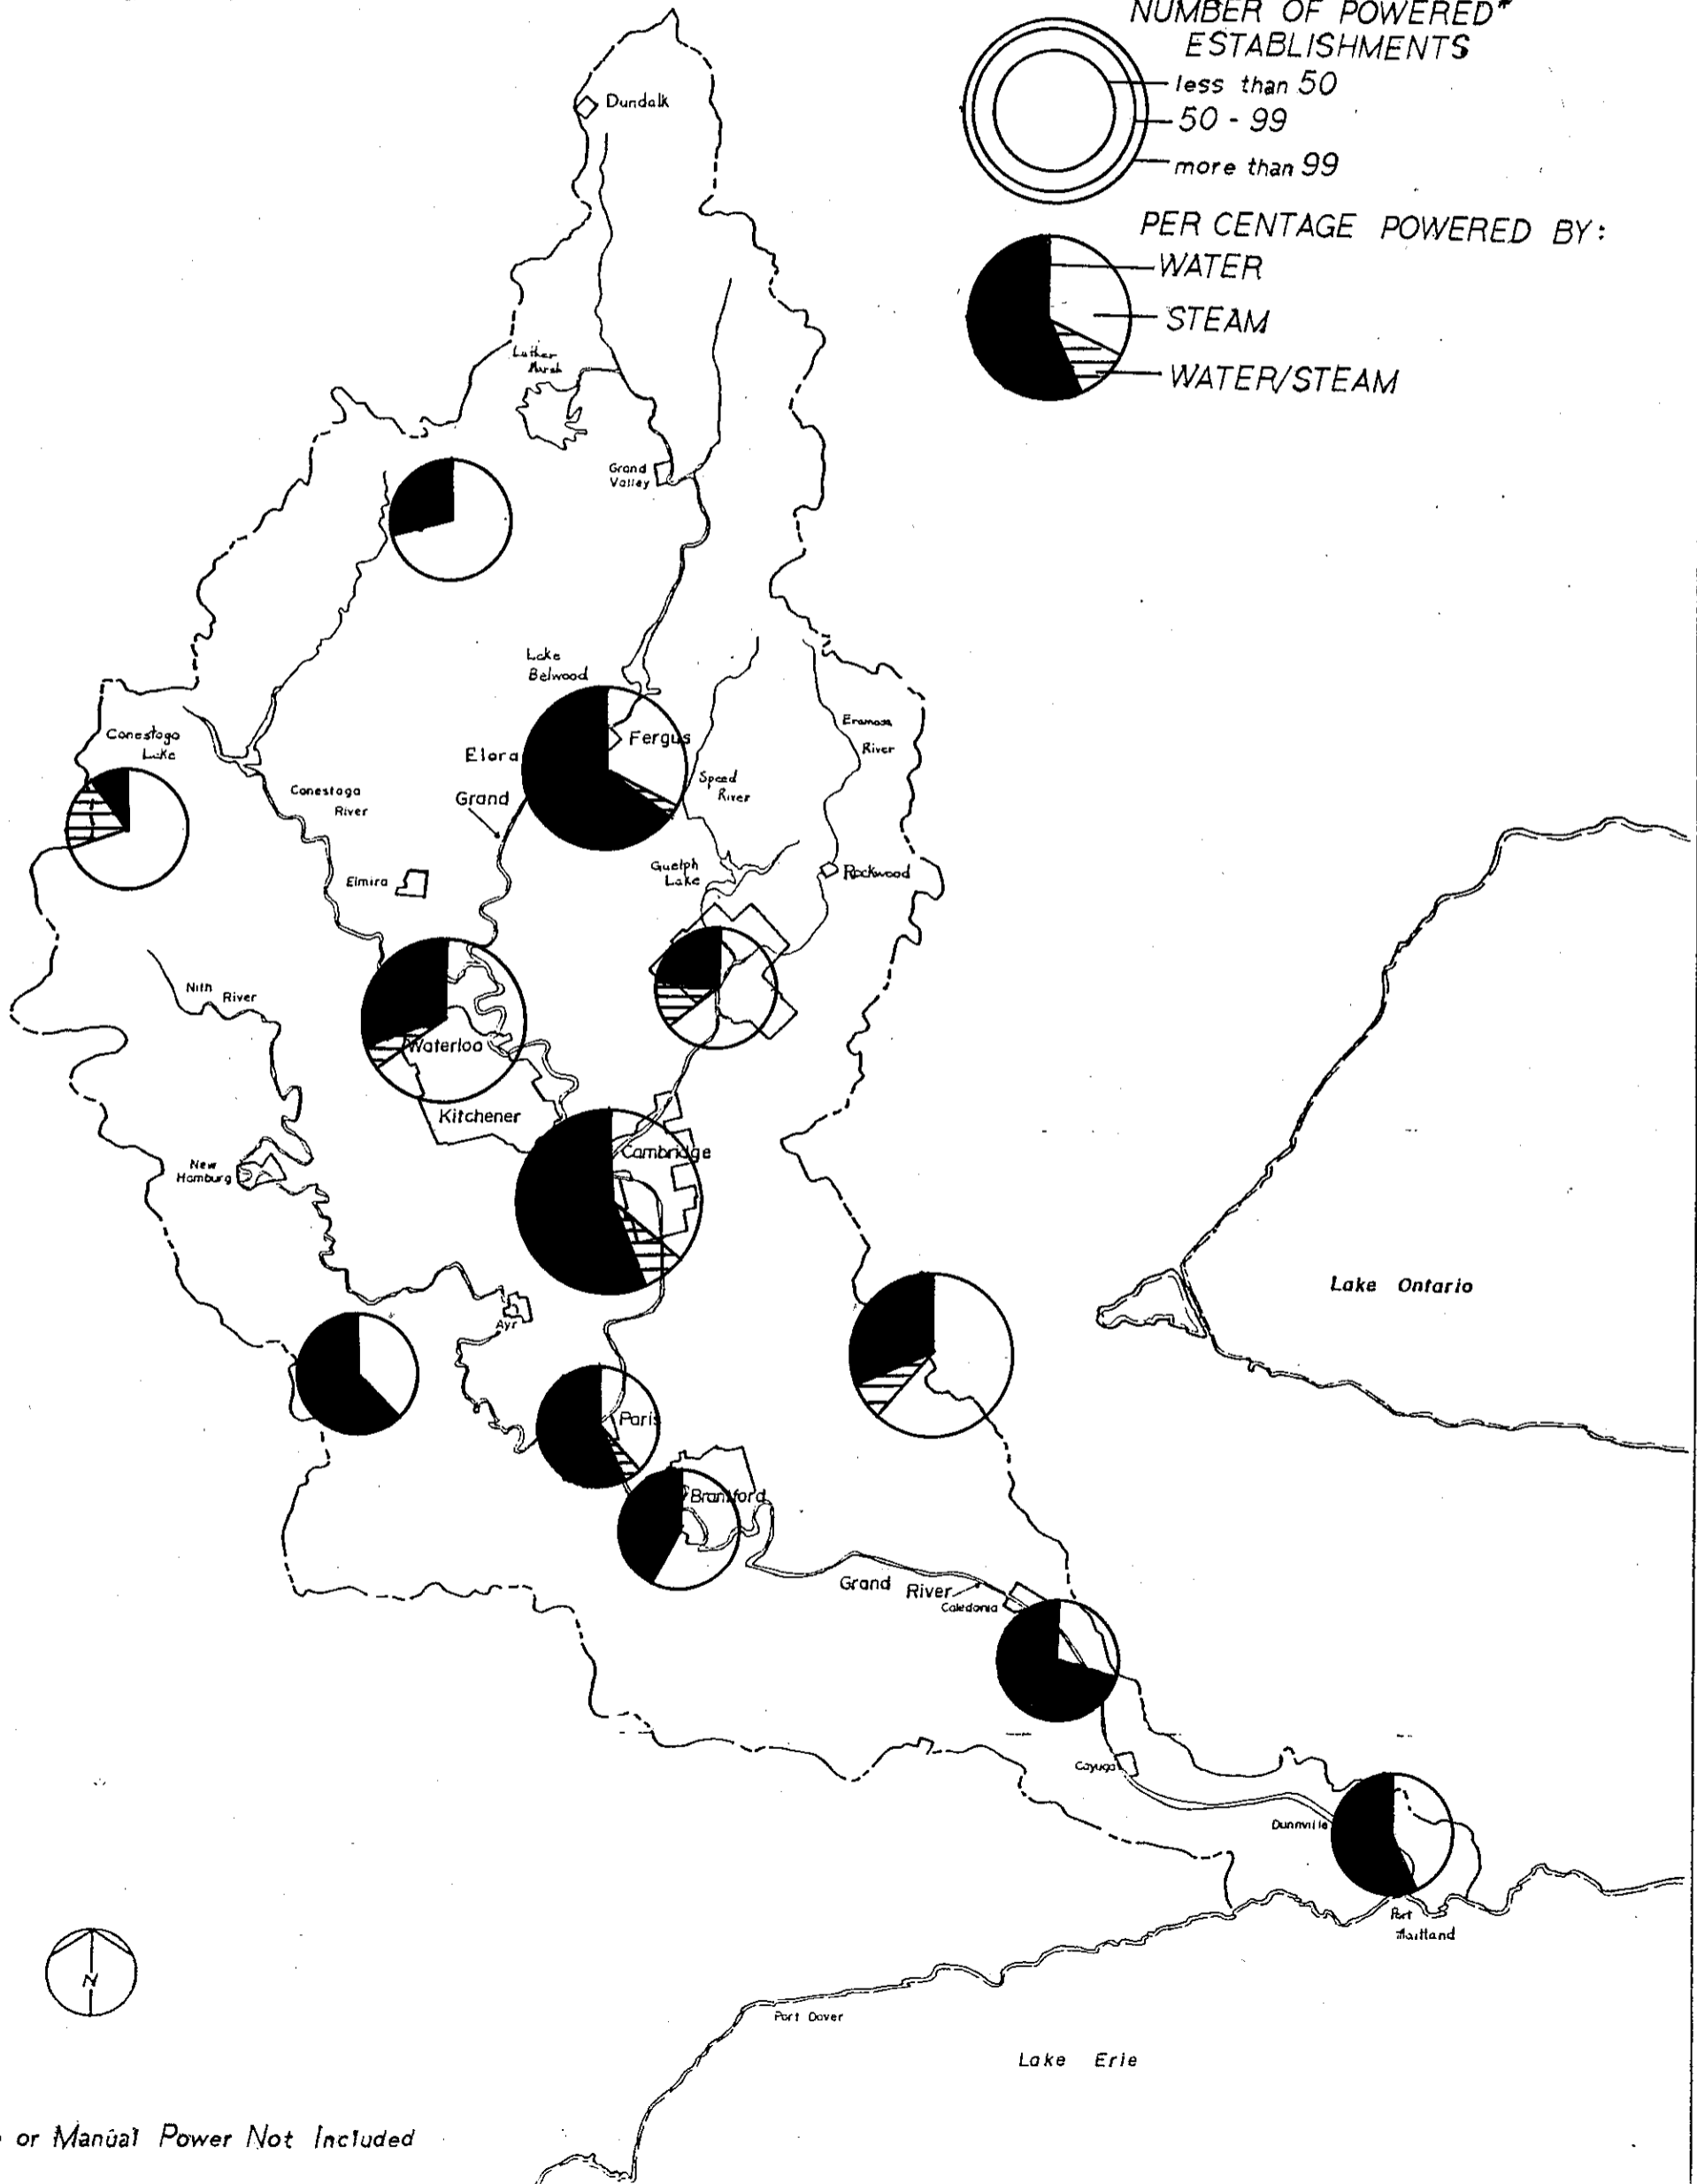 NUMBER OF POWERED*
ESTABLISHMENTS
less than 50
50 - 99
more than 99
PER CENTAGE POWERED BY:
WATER
STEAM
WATER/STEAM
Dundalk
Luther
Marsh
Grand
Valley
Lake
Belwood
Fergus
Elora
Eramosa
River
Conestogo
Lake
Speed
River
Conestoga
River
Grand
Guelph
Lake
Rockwood
Elmira
Nith
River
Waterloo
Kitchener
Cambridge
New
Hamburg
Lake Ontario
Ayr
Paris
Brantford
Grand River
Caledonia
Cayuga
Dunnville
Port
Maitland
N
Port Dover
Lake Erie
or Manual Power Not Included